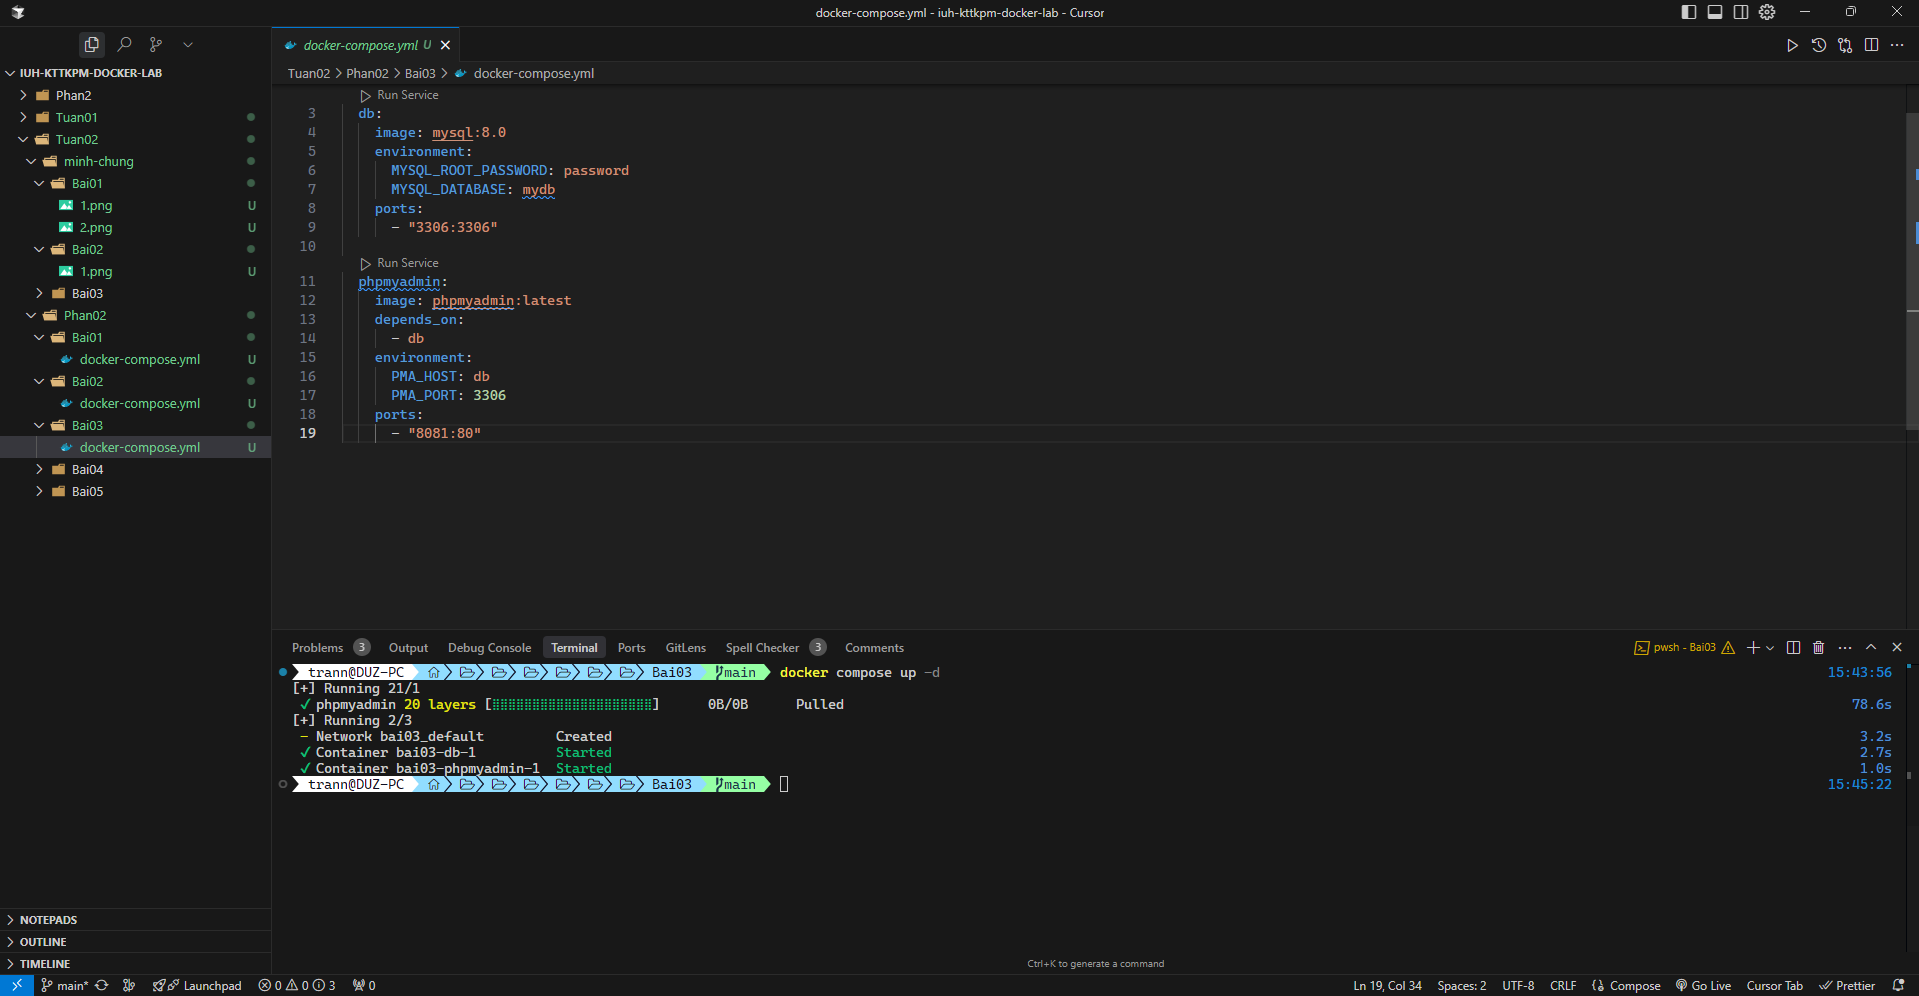 docker-compose.yml - iuh-kttkpm-docker-lab - Cursor
IUH-KTTKPM-DOCKER-LAB
Phan2
Tuan01
Tuan02
minh-chung
Bai01
1.png U
2.png U
Bai02
1.png U
Bai03
Phan02
Bai01
docker-compose.yml U
Bai02
docker-compose.yml U
Bai03
docker-compose.yml U
Bai04
Bai05
NOTEPADS
OUTLINE
TIMELINE
docker-compose.yml U
Tuan02 > Phan02 > Bai03 > docker-compose.yml
Run Service
3 db:
4 image: mysql:8.0
5 environment:
6 MYSQL_ROOT_PASSWORD: password
7 MYSQL_DATABASE: mydb
8 ports:
9 - "3306:3306"
10
Run Service
11 phpmyadmin:
12 image: phpmyadmin:latest
13 depends_on:
14 - db
15 environment:
16 PMA_HOST: db
17 PMA_PORT: 3306
18 ports:
19 - "8081:80"
Problems 3 Output Debug Console Terminal Ports GitLens Spell Checker 3 Comments pwsh - Bai03
trann@DUZ-PC Bai03 main docker compose up -d 15:43:56
[+] Running 21/1
✓ phpmyadmin 20 layers [⣿⣿⣿⣿⣿⣿⣿⣿⣿⣿⣿⣿⣿⣿⣿⣿⣿⣿⣿⣿] 0B/0B Pulled 78.6s
[+] Running 2/3
- Network bai03_default Created 3.2s
✓ Container bai03-db-1 Started 2.7s
✓ Container bai03-phpmyadmin-1 Started 1.0s
trann@DUZ-PC Bai03 main 15:45:22
Ctrl+K to generate a command
main* Launchpad 0 0 3 0 Ln 19, Col 34 Spaces: 2 UTF-8 CRLF Compose Go Live Cursor Tab Prettier